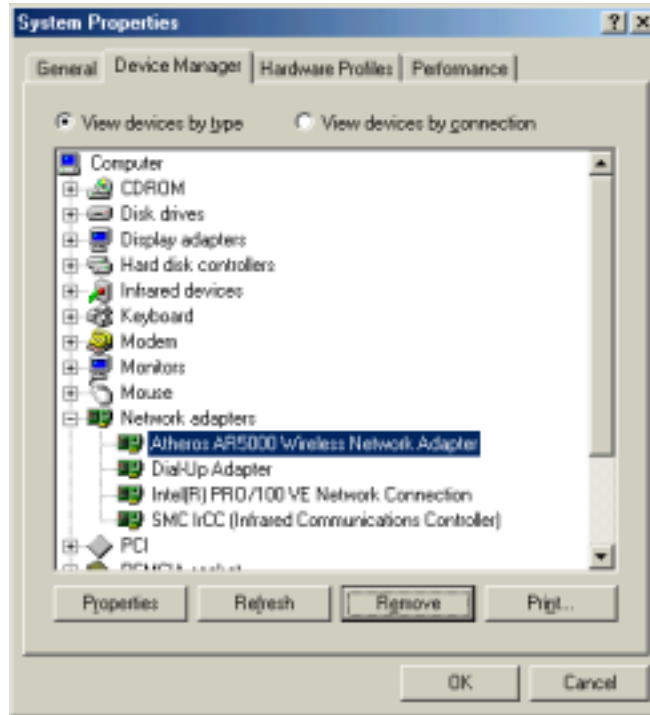 System Properties
General Device Manager Hardware Profiles Performance
View devices by type View devices by connection
Computer
CDROM
Disk drives
Display adapters
Hard disk controllers
Infrared devices
Keyboard
Modem
Monitors
Mouse
Network adapters
Atheros AR5000 Wireless Network Adapter
Dial-Up Adapter
Intel(R) PRO/100 VE Network Connection
SMC IrCC (Infrared Communications Controller)
PCI
Properties Refresh Remove Print...
OK Cancel